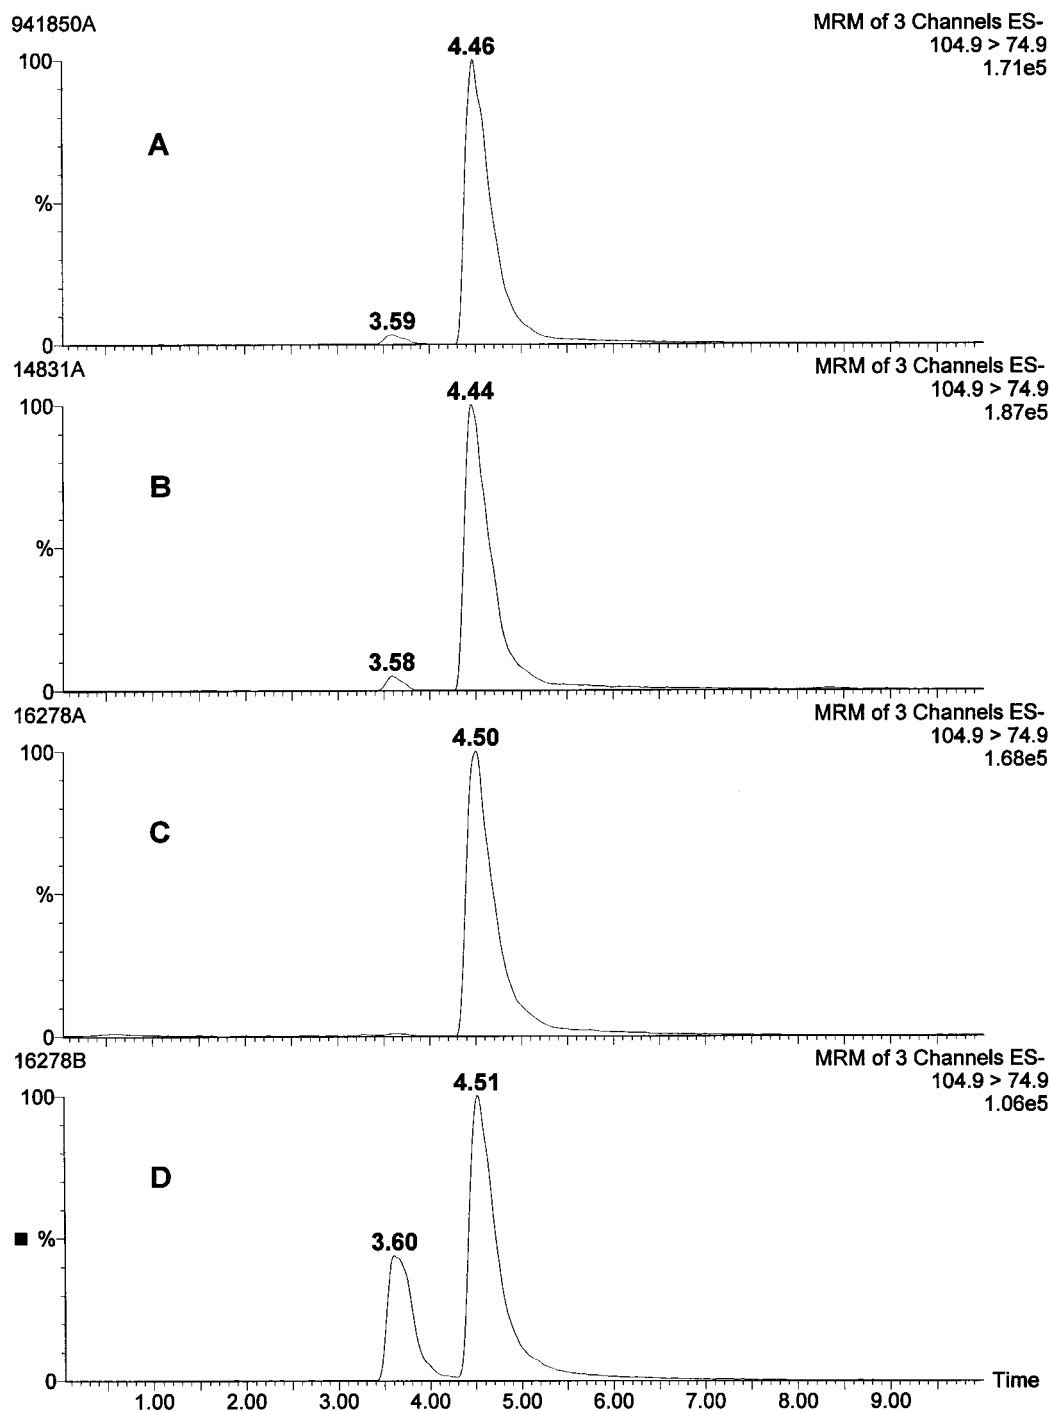 941850A
MRM of 3 Channels ES-
104.9 > 74.9
1.71e5
4.46
100
A
%
3.59
0
14831A
MRM of 3 Channels ES-
104.9 > 74.9
1.87e5
4.44
100
B
%
3.58
0
16278A
MRM of 3 Channels ES-
104.9 > 74.9
1.68e5
4.50
100
C
%
0
16278B
MRM of 3 Channels ES-
104.9 > 74.9
1.06e5
4.51
100
D
%
3.60
0
Time
1.00 2.00 3.00 4.00 5.00 6.00 7.00 8.00 9.00